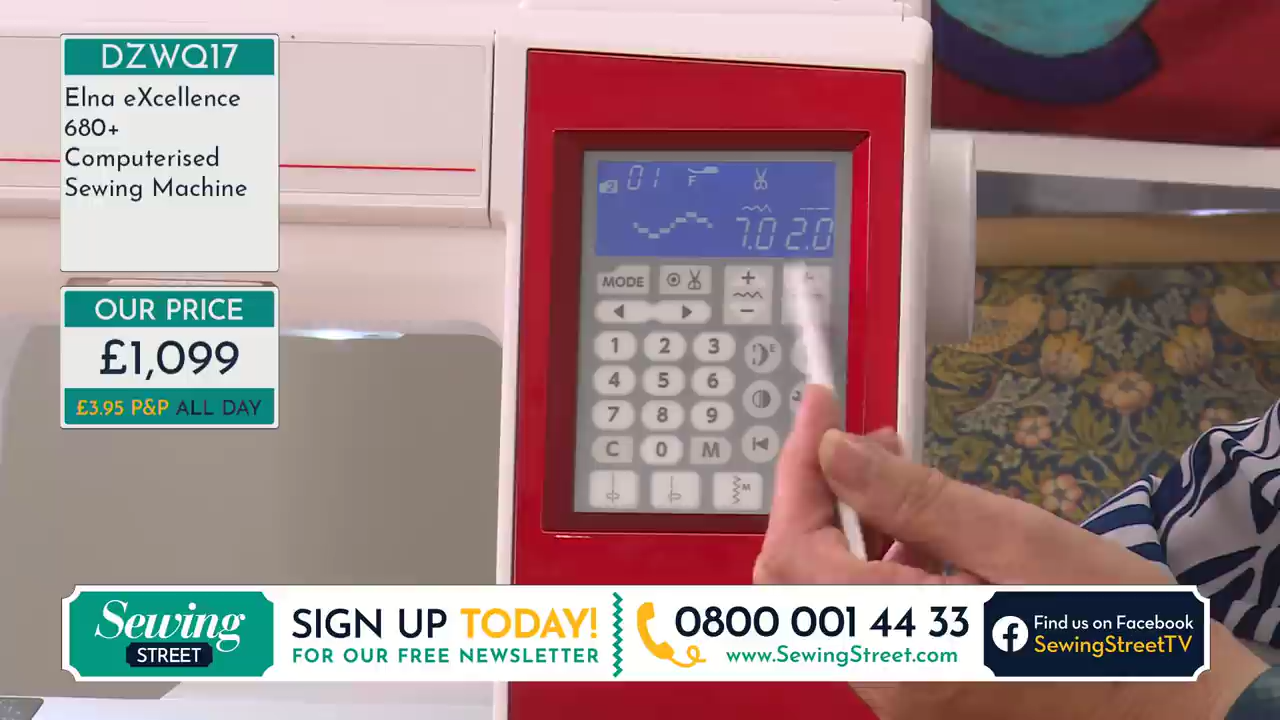 DZWQ17
Elna eXcellence
680+
Computerised
Sewing Machine
OUR PRICE
£1,099
£3.95 P&P ALL DAY
2 01 F
7.0 2.0
MODE
+
-
1 2 3
E
4 5 6
7 8 9
C 0 M
M
Sewing
STREET
SIGN UP TODAY!
FOR OUR FREE NEWSLETTER
0800 001 44 33
www.SewingStreet.com
Find us on Facebook
SewingStreetTV